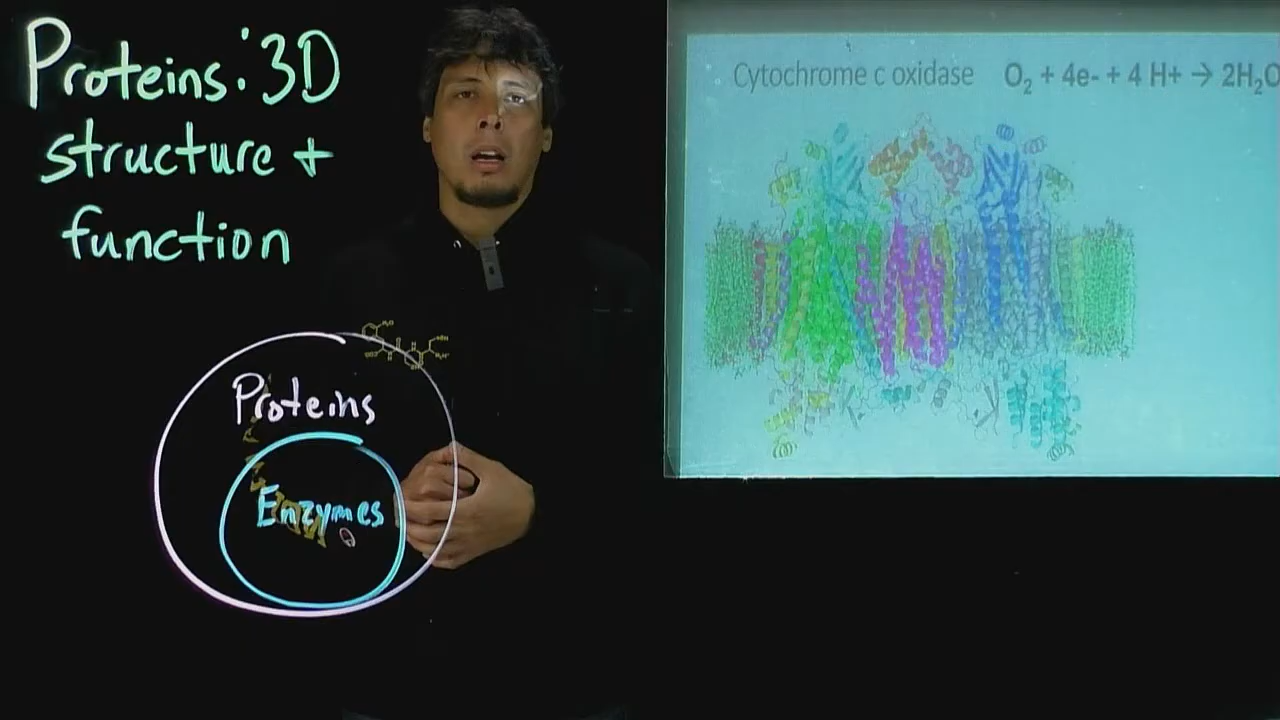 Proteins: 3D
structure +
function
Proteins
Enzymes
Cytochrome c oxidase O₂ + 4e- + 4 H+ → 2H₂O